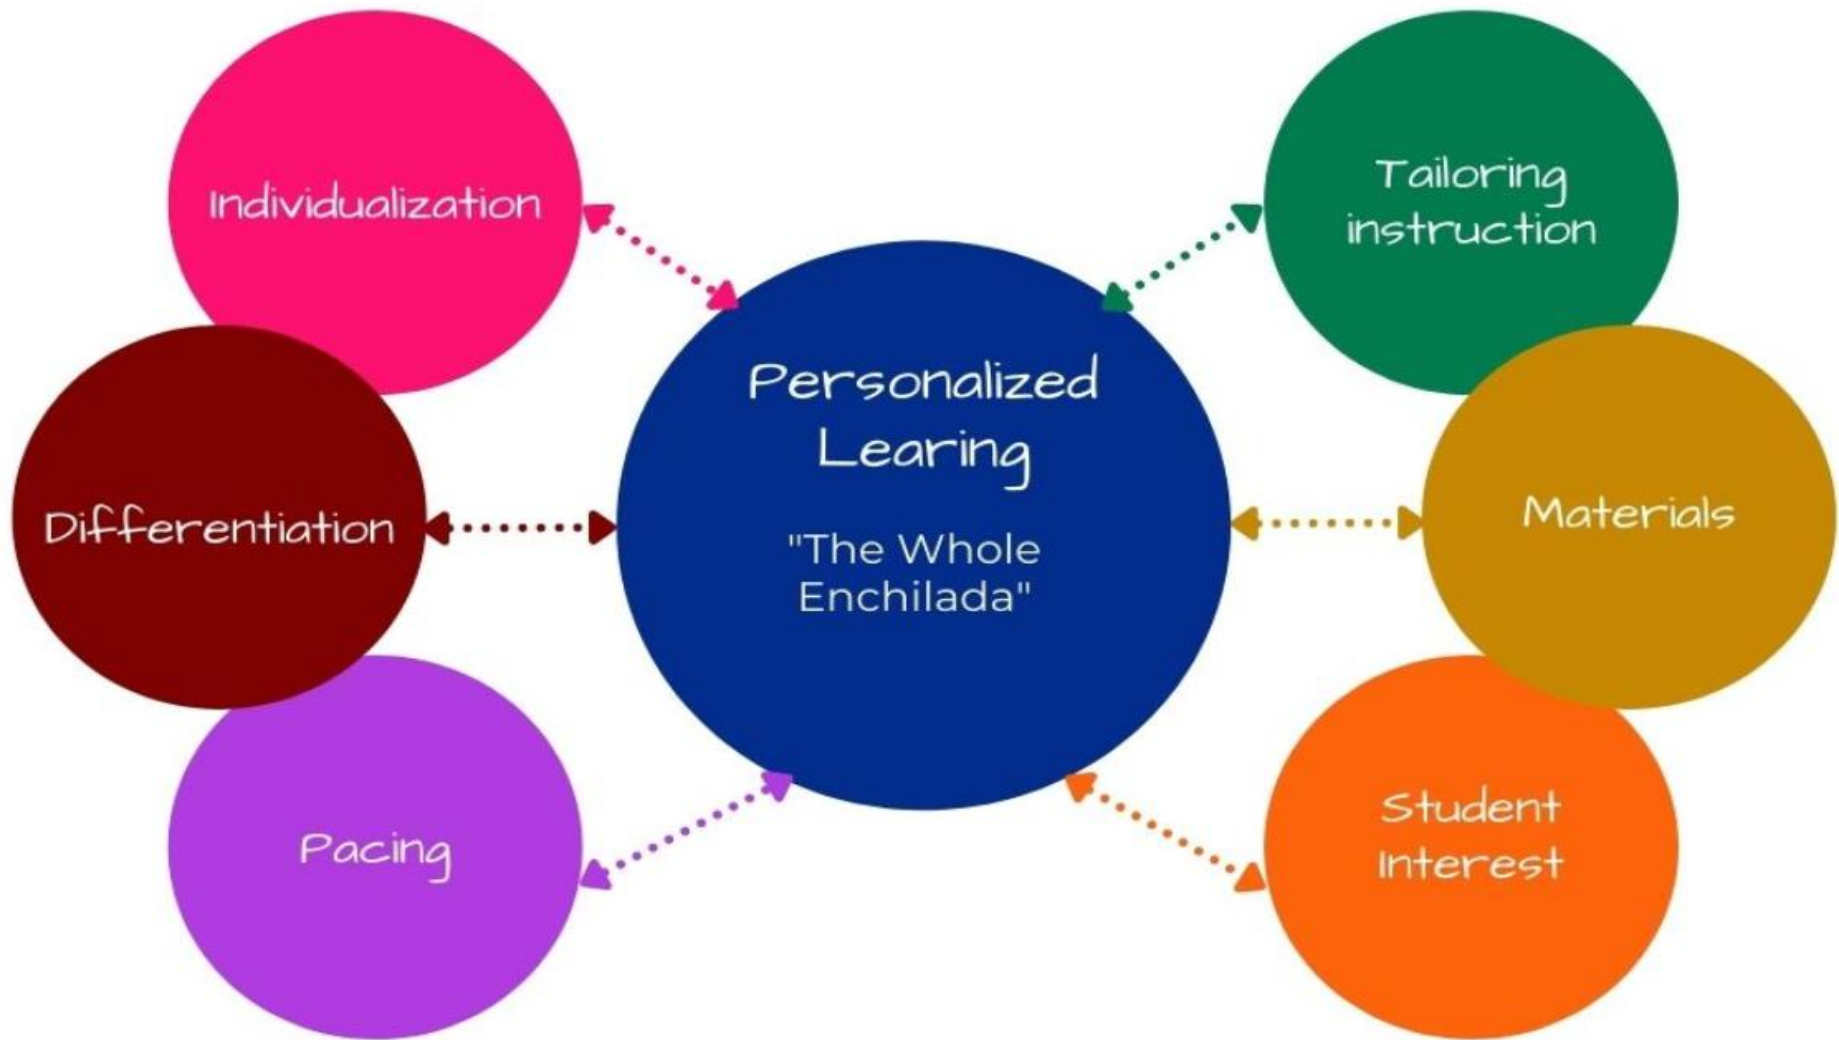 Individualization
Tailoring
instruction
Personalized
Learing
"The Whole
Enchilada"
Differentiation
Materials
Pacing
Student
Interest